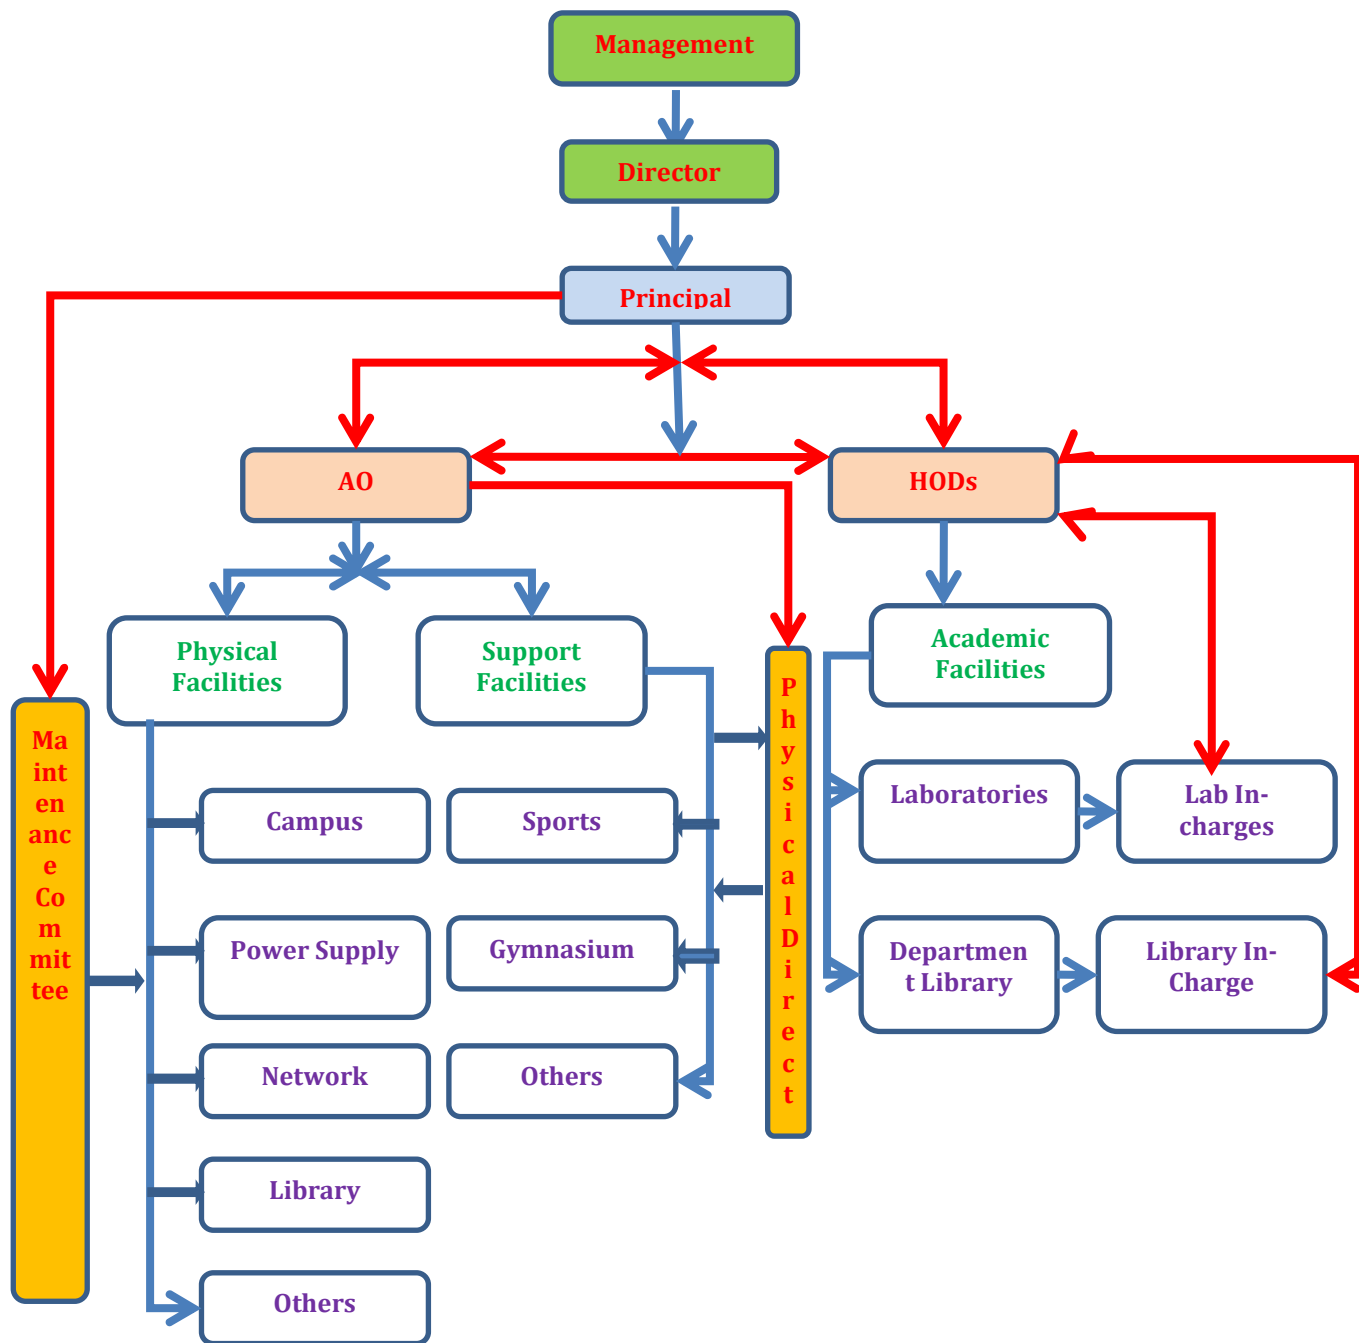 Management
Director
Principal
AO
HODs
Physical
Facilities
Support
Facilities
Academic
Facilities
Ma
int
en
anc
e
Co
m
mit
tee
P
h
y
s
i
c
a
l
D
i
r
e
c
t
Campus
Sports
Laboratories
Lab In-
charges
Power Supply
Gymnasium
Departmen
t Library
Library In-
Charge
Network
Others
Library
Others